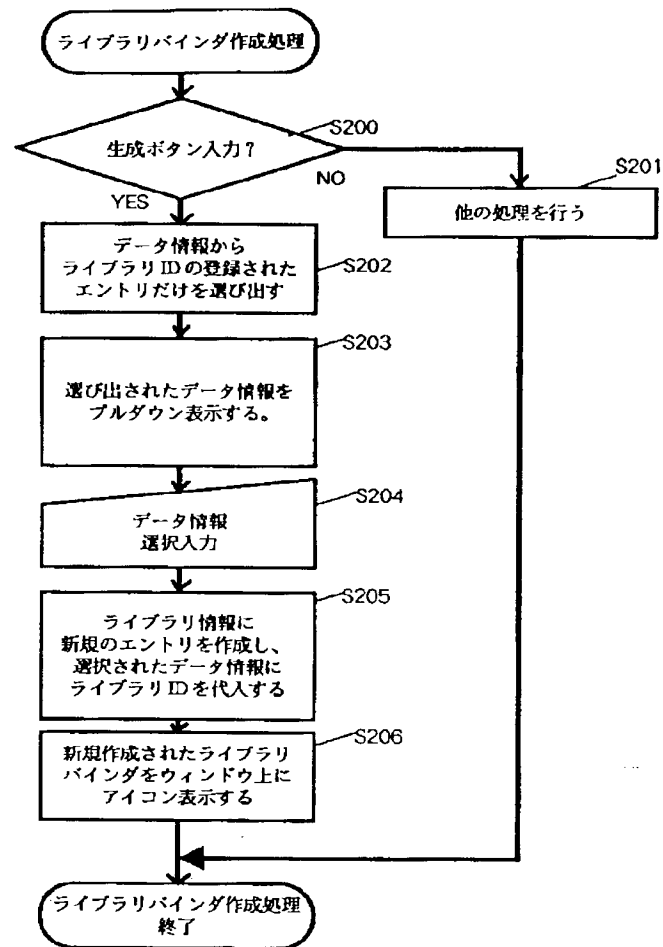 ライブラリバインダ作成処理
S200
生成ボタン入力？
YES
NO
S201
他の処理を行う
データ情報から
ライブラリIDの登録された
エントリだけを選び出す
S202
S203
選び出されたデータ情報を
プルダウン表示する。
S204
データ情報
選択入力
S205
ライブラリ情報に
新規のエントリを作成し、
選択されたデータ情報に
ライブラリIDを代入する
S206
新規作成されたライブラリ
バインダをウィンドウ上に
アイコン表示する
ライブラリバインダ作成処理
終了